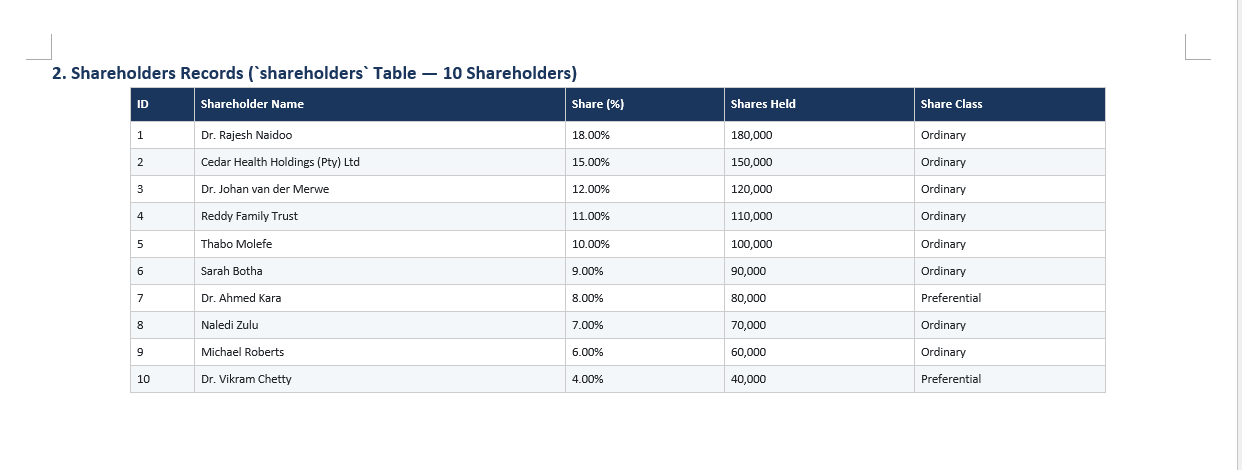 2. Shareholders Records (`shareholders` Table — 10 Shareholders)
ID Shareholder Name Share (%) Shares Held Share Class
1 Dr. Rajesh Naidoo 18.00% 180,000 Ordinary
2 Cedar Health Holdings (Pty) Ltd 15.00% 150,000 Ordinary
3 Dr. Johan van der Merwe 12.00% 120,000 Ordinary
4 Reddy Family Trust 11.00% 110,000 Ordinary
5 Thabo Molefe 10.00% 100,000 Ordinary
6 Sarah Botha 9.00% 90,000 Ordinary
7 Dr. Ahmed Kara 8.00% 80,000 Preferential
8 Naledi Zulu 7.00% 70,000 Ordinary
9 Michael Roberts 6.00% 60,000 Ordinary
10 Dr. Vikram Chetty 4.00% 40,000 Preferential